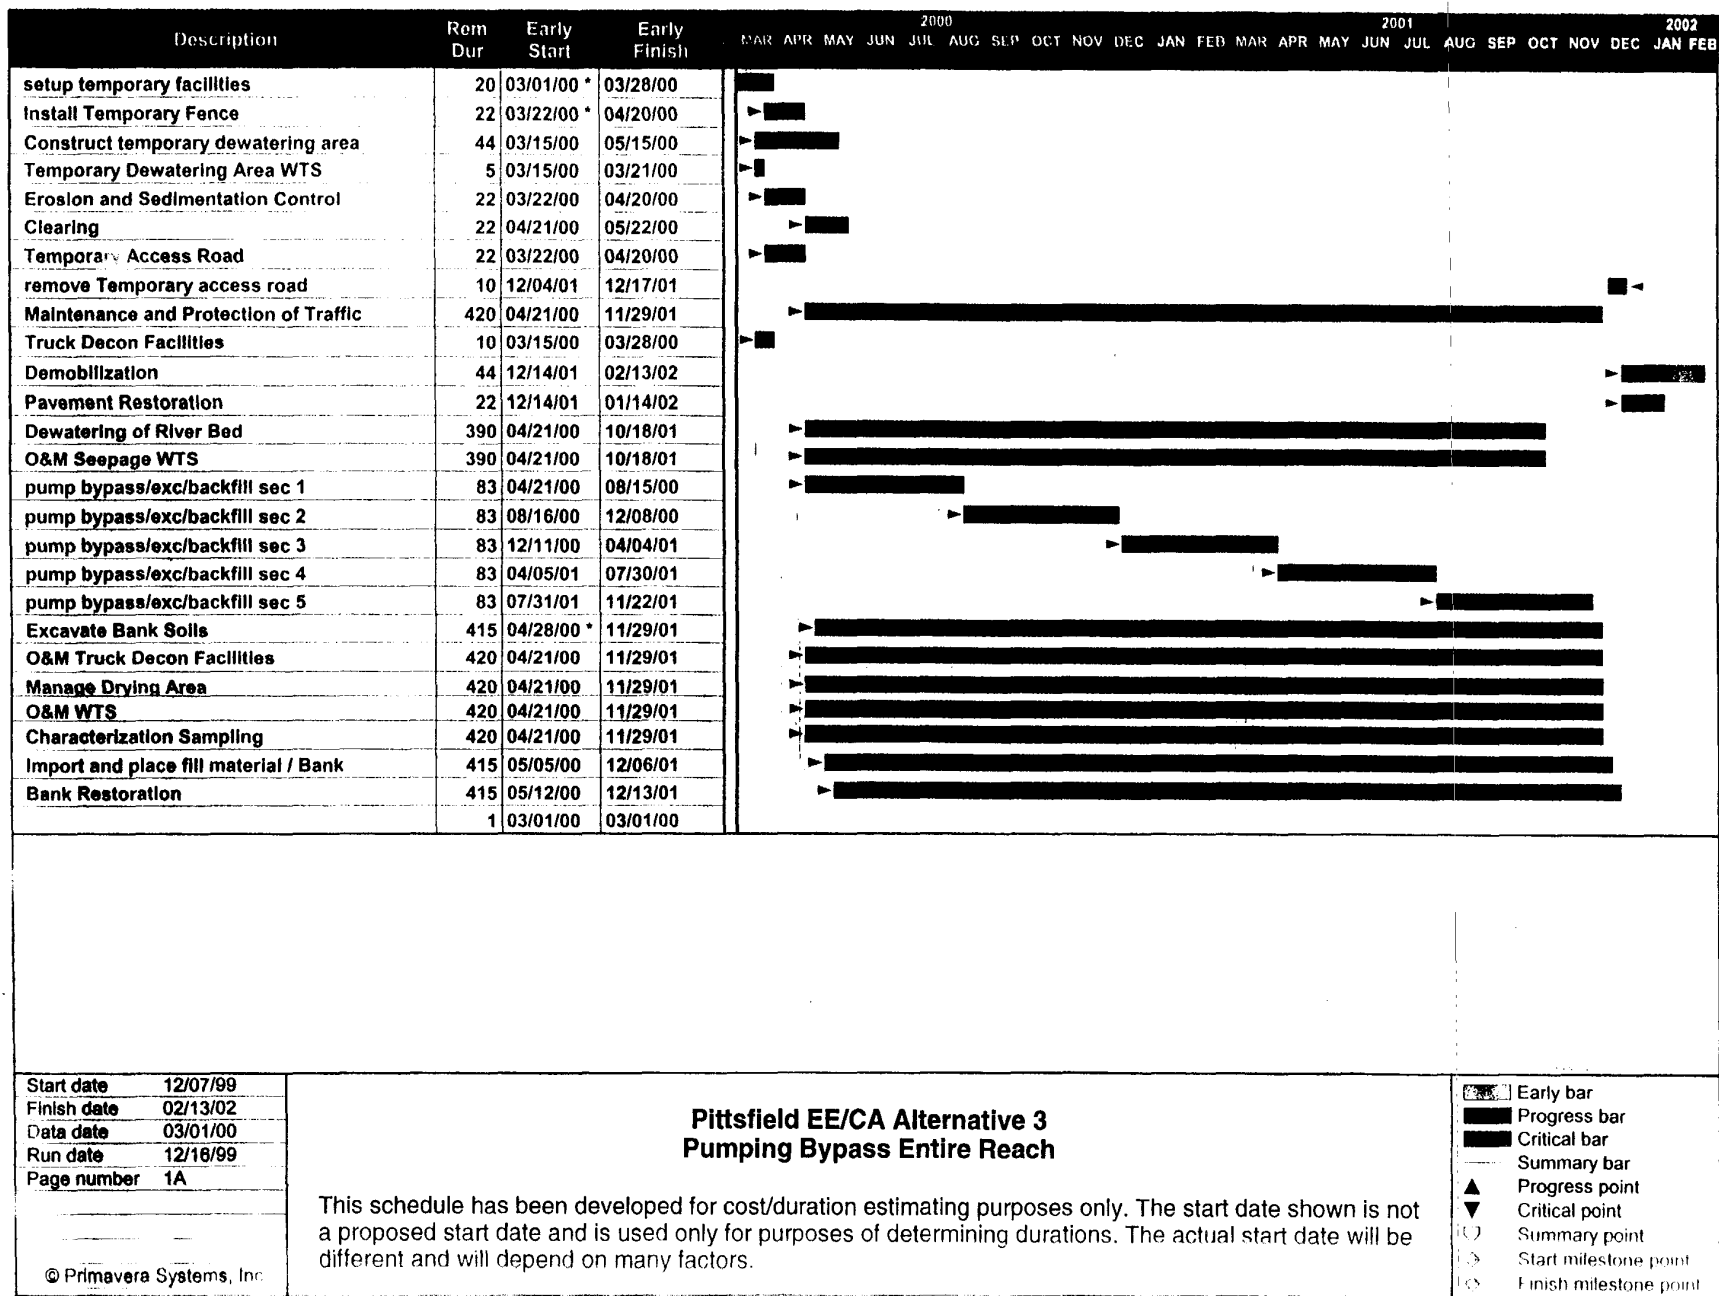 Description Rem Dur Early Start Early Finish
2000 2001 2002
MAR APR MAY JUN JUL AUG SEP OCT NOV DEC JAN FEB MAR APR MAY JUN JUL AUG SEP OCT NOV DEC JAN FEB
setup temporary facilities 20 03/01/00 * 03/28/00
Install Temporary Fence 22 03/22/00 * 04/20/00
Construct temporary dewatering area 44 03/15/00 05/15/00
Temporary Dewatering Area WTS 5 03/15/00 03/21/00
Erosion and Sedimentation Control 22 03/22/00 04/20/00
Clearing 22 04/21/00 05/22/00
Temporary Access Road 22 03/22/00 04/20/00
remove Temporary access road 10 12/04/01 12/17/01
Maintenance and Protection of Traffic 420 04/21/00 11/29/01
Truck Decon Facilities 10 03/15/00 03/28/00
Demobilization 44 12/14/01 02/13/02
Pavement Restoration 22 12/14/01 01/14/02
Dewatering of River Bed 390 04/21/00 10/18/01
O&M Seepage WTS 390 04/21/00 10/18/01
pump bypass/exc/backfill sec 1 83 04/21/00 08/15/00
pump bypass/exc/backfill sec 2 83 08/16/00 12/08/00
pump bypass/exc/backfill sec 3 83 12/11/00 04/04/01
pump bypass/exc/backfill sec 4 83 04/05/01 07/30/01
pump bypass/exc/backfill sec 5 83 07/31/01 11/22/01
Excavate Bank Soils 415 04/28/00 * 11/29/01
O&M Truck Decon Facilities 420 04/21/00 11/29/01
Manage Drying Area 420 04/21/00 11/29/01
O&M WTS 420 04/21/00 11/29/01
Characterization Sampling 420 04/21/00 11/29/01
Import and place fill material / Bank 415 05/05/00 12/06/01
Bank Restoration 415 05/12/00 12/13/01
1 03/01/00 03/01/00
Start date 12/07/99
Finish date 02/13/02
Data date 03/01/00
Run date 12/16/99
Page number 1A
© Primavera Systems, Inc
Pittsfield EE/CA Alternative 3
Pumping Bypass Entire Reach
This schedule has been developed for cost/duration estimating purposes only. The start date shown is not
a proposed start date and is used only for purposes of determining durations. The actual start date will be
different and will depend on many factors.
Early bar
Progress bar
Critical bar
Summary bar
Progress point
Critical point
Summary point
Start milestone point
Finish milestone point